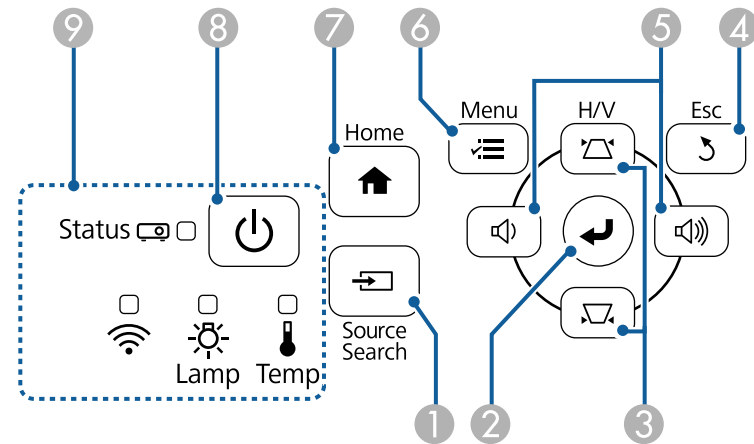 9
8
7
6
5
4
Menu
H/V
Esc
Home
Status
Source
Search
Lamp
Temp
1
2
3